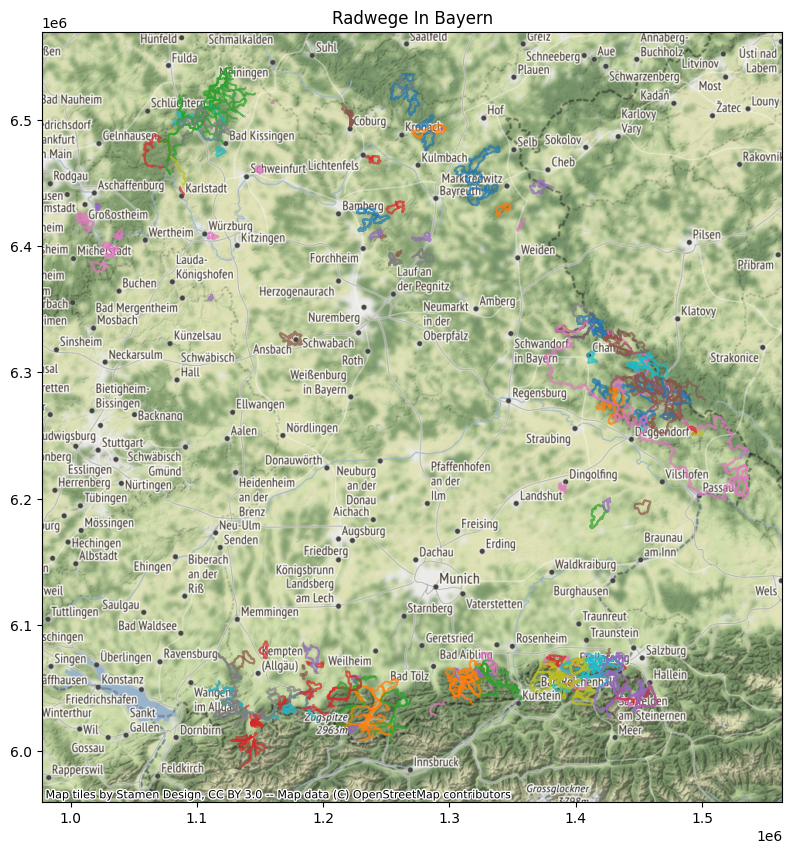 Radwege In Bayern
1e6
Hünfeld
Schmalkalden
Saalfeld
Greiz
Annaberg-
Buchholz
Fulda
Suhl
Schneeberg
Aue
Litvínov
Ústí nad
Labem
Meiningen
Plauen
Schwarzenberg
Most
Bad Nauheim
Schlüchtern
Kadaň
Žatec
Louny
6.5
Coburg
Hof
Karlovy
Vary
Gelnhausen
Bad Kissingen
Kronach
Selb
Sokolov
Rakovník
Lichtenfels
Kulmbach
Cheb
Rodgau
Aschaffenburg
Schweinfurt
Marktredwitz
Karlstadt
Bayreuth
Großostheim
Bamberg
6.4
Wertheim
Würzburg
Kitzingen
Pilsen
Michelstadt
Forchheim
Weiden
Příbram
Lauda-
Königshofen
Lauf an
der Pegnitz
Buchen
Herzogenaurach
Bad Mergentheim
Mosbach
Nuremberg
Neumarkt
in der
Oberpfalz
Amberg
Klatovy
Sinsheim
Künzelsau
Ansbach
Schwabach
Schwandorf
in Bayern
Cham
Strakonice
Neckarsulm
Schwäbisch
Hall
Roth
6.3
Weißenburg
in Bayern
Bietigheim-
Bissingen
Regensburg
Ellwangen
Backnang
Ludwigsburg
Aalen
Nördlingen
Straubing
Deggendorf
Stuttgart
Esslingen
Schwäbisch
Gmünd
Donauwörth
Neuburg
an der
Donau
Pfaffenhofen
an der
Ilm
Dingolfing
Vilshofen
Herrenberg
Nürtingen
Heidenheim
an der
Brenz
Passau
6.2
Tübingen
Aichach
Landshut
Mössingen
Neu-Ulm
Augsburg
Freising
Hechingen
Senden
Braunau
am Inn
Albstadt
Friedberg
Dachau
Erding
Ehingen
Biberach
an der
Riß
Königsbrunn
Waldkraiburg
Landsberg
am Lech
Munich
Burghausen
Wels
Tuttlingen
Saulgau
Memmingen
Starnberg
Vaterstetten
6.1
Bad Waldsee
Traunreut
Kempten
(Allgäu)
Geretsried
Rosenheim
Traunstein
Singen
Überlingen
Ravensburg
Weilheim
Bad Aibling
Salzburg
Konstanz
Bad Tölz
Hallein
Friedrichshafen
Wangen
im Allgäu
Bad Reichenhall
Winterthur
Sankt
Gallen
Kufstein
Saalfelden
am Steinernen
Meer
Wil
Dornbirn
Zugspitze
2963m
6.0
Gossau
Feldkirch
Innsbruck
Rapperswil
Grossglockner
3798m
Map tiles by Stamen Design, CC BY 3.0 -- Map data (C) OpenStreetMap contributors
1.0
1.1
1.2
1.3
1.4
1.5
1e6